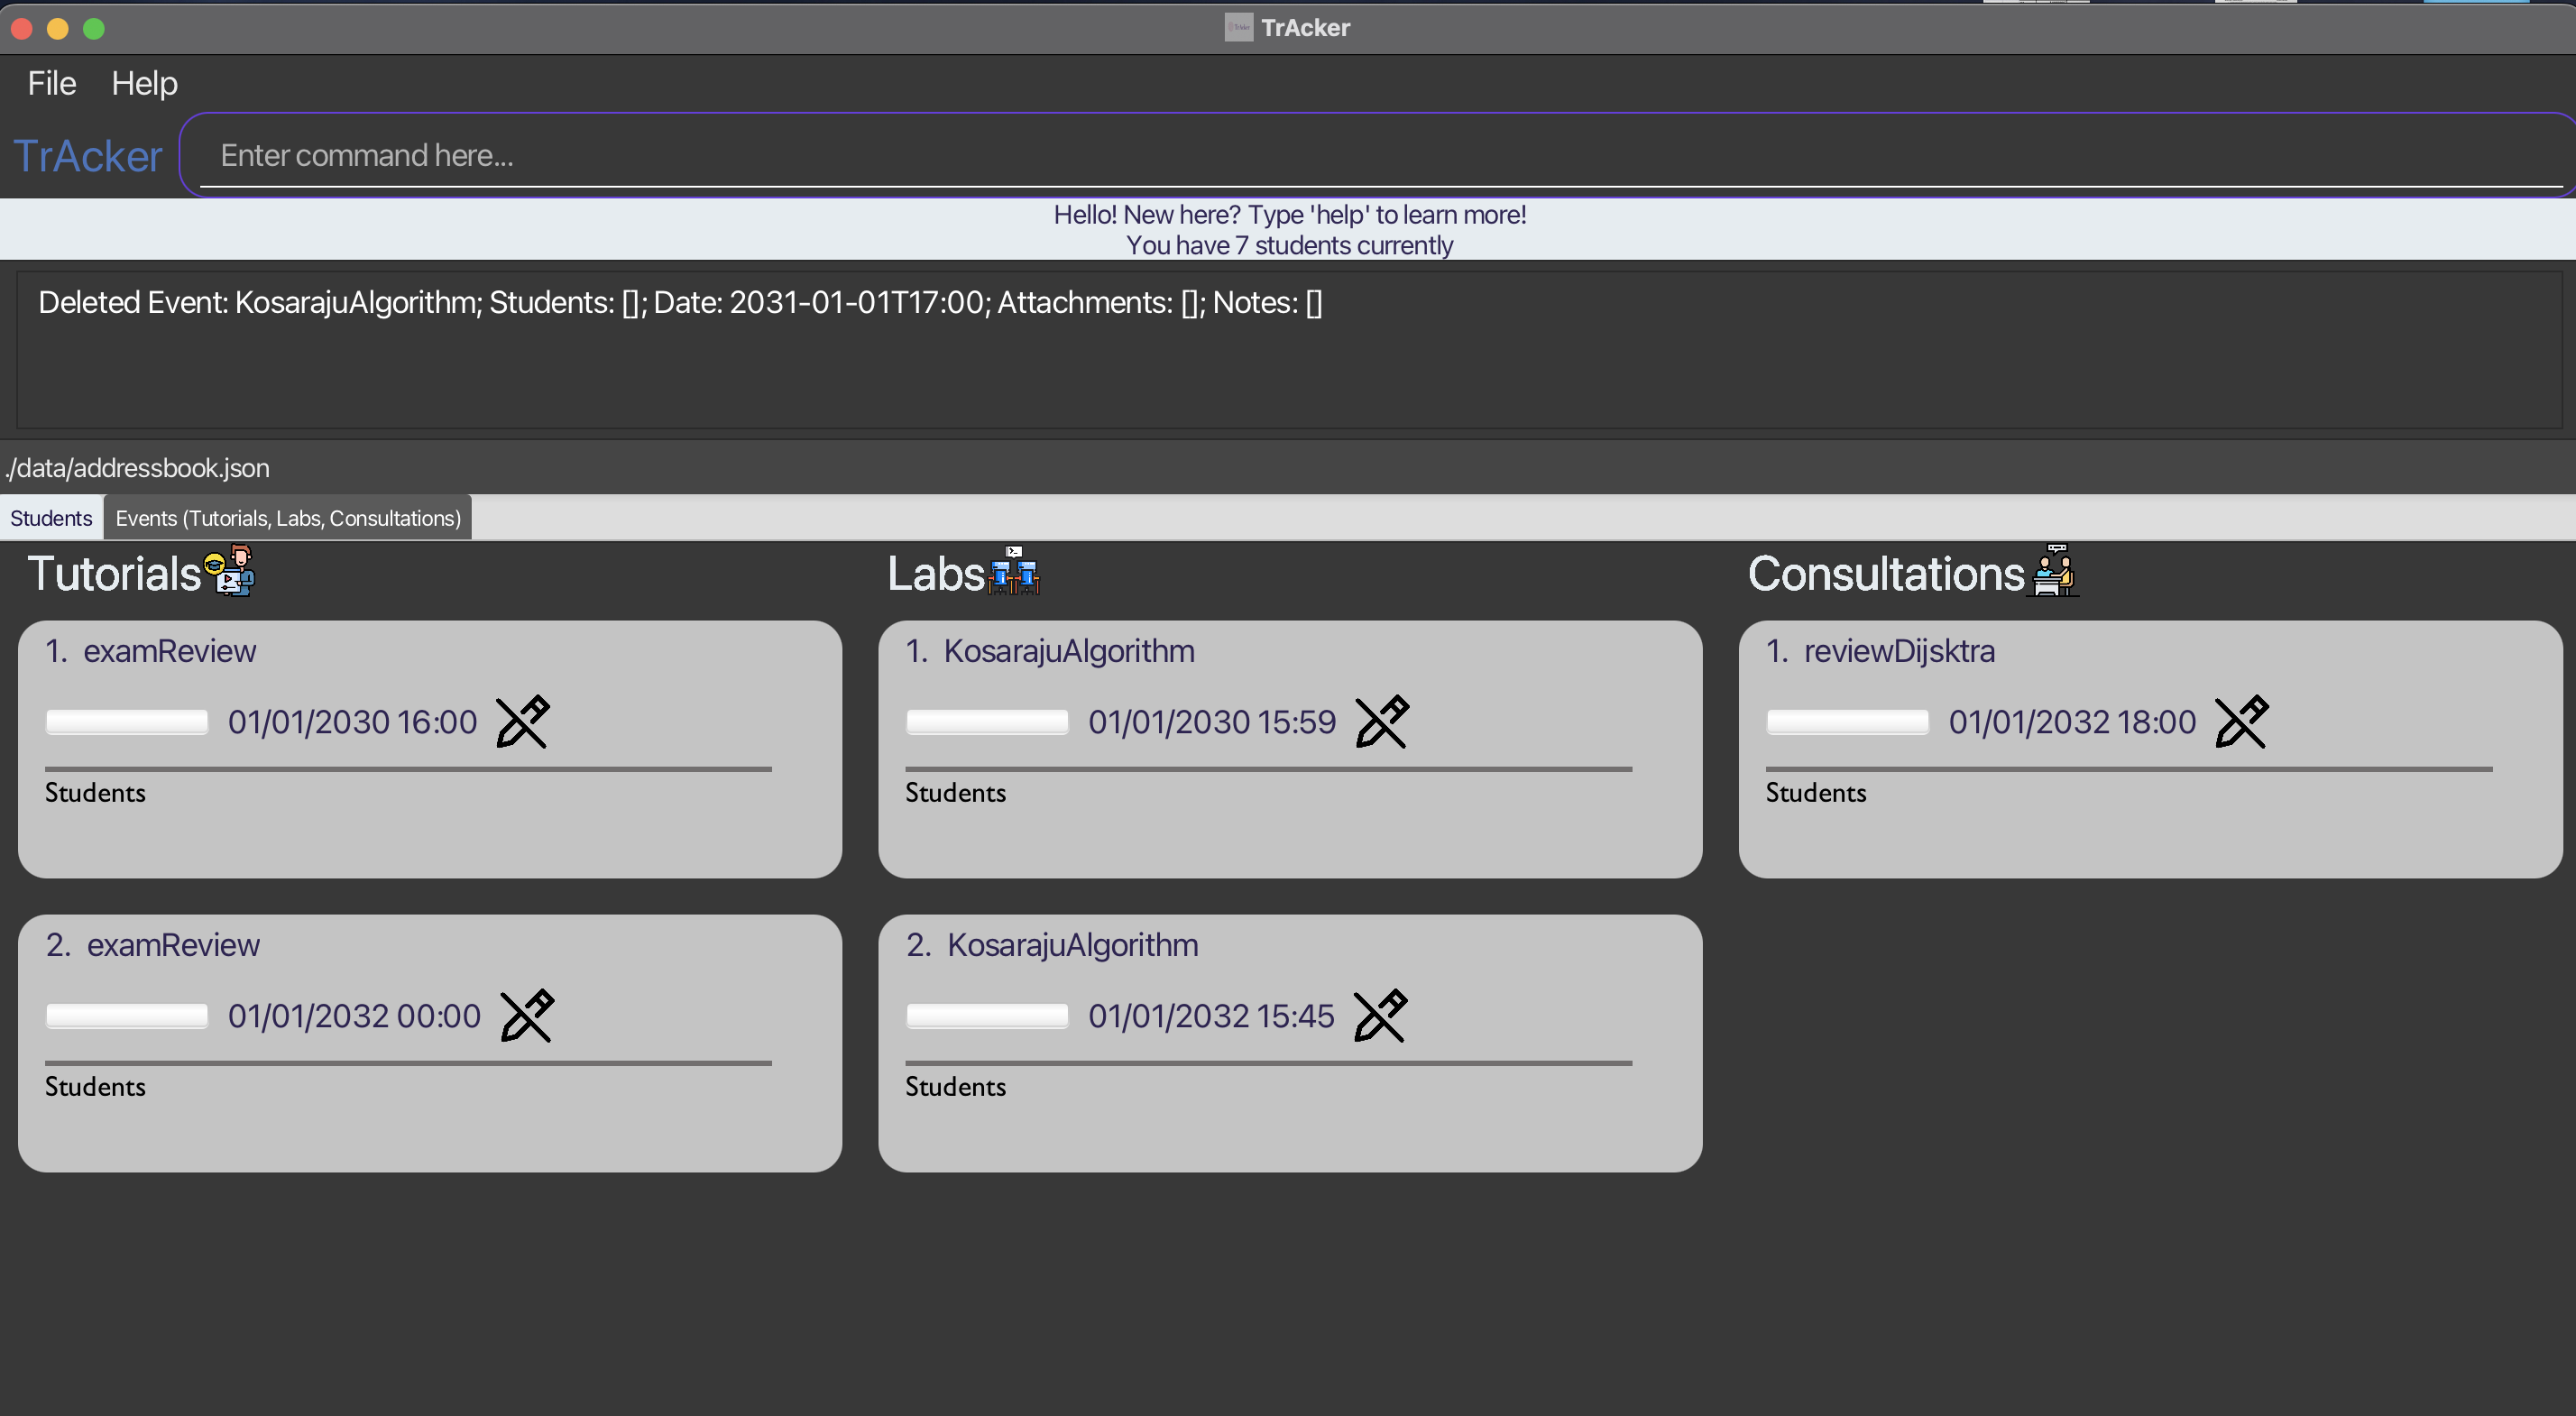 TrAcker
File Help
TrAcker Enter command here...
Hello! New here? Type 'help' to learn more!
You have 7 students currently
Deleted Event: KosarajuAlgorithm; Students: []; Date: 2031-01-01T17:00; Attachments: []; Notes: []
./data/addressbook.json
Students Events (Tutorials, Labs, Consultations)
Tutorials
1. examReview
01/01/2030 16:00
Students
2. examReview
01/01/2032 00:00
Students
Labs
1. KosarajuAlgorithm
01/01/2030 15:59
Students
2. KosarajuAlgorithm
01/01/2032 15:45
Students
Consultations
1. reviewDijsktra
01/01/2032 18:00
Students